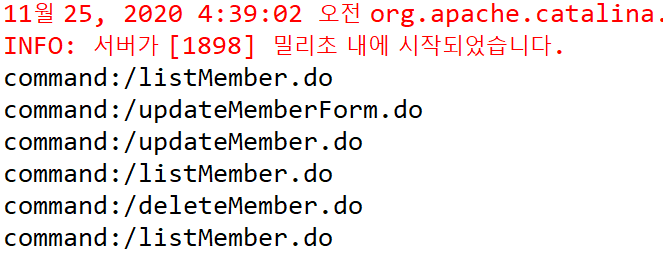 11월 25, 2020 4:39:02 오전 org.apache.catalina.
INFO: 서버가 [1898] 밀리초 내에 시작되었습니다.
command:/listMember.do
command:/updateMemberForm.do
command:/updateMember.do
command:/listMember.do
command:/deleteMember.do
command:/listMember.do